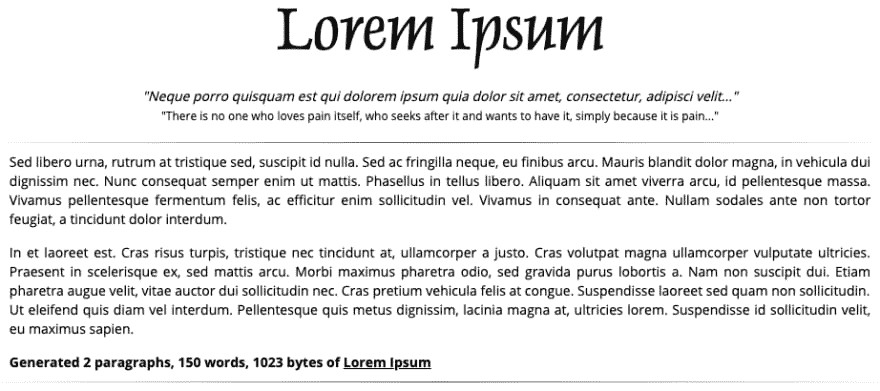 Lorem Ipsum
"Neque porro quisquam est qui dolorem ipsum quia dolor sit amet, consectetur, adipisci velit..."
"There is no one who loves pain itself, who seeks after it and wants to have it, simply because it is pain..."
Sed libero urna, rutrum at tristique sed, suscipit id nulla. Sed ac fringilla neque, eu finibus arcu. Mauris blandit dolor magna, in vehicula dui
dignissim nec. Nunc consequat semper enim ut mattis. Phasellus in tellus libero. Aliquam sit amet viverra arcu, id pellentesque massa.
Vivamus pellentesque fermentum felis, ac efficitur enim sollicitudin vel. Vivamus in consequat ante. Nullam sodales ante non tortor
feugiat, a tincidunt dolor interdum.
In et laoreet est. Cras risus turpis, tristique nec tincidunt at, ullamcorper a justo. Cras volutpat magna ullamcorper vulputate ultricies.
Praesent in scelerisque ex, sed mattis arcu. Morbi maximus pharetra odio, sed gravida purus lobortis a. Nam non suscipit dui. Etiam
pharetra augue velit, vitae auctor dui sollicitudin nec. Cras pretium vehicula felis at congue. Suspendisse laoreet sed quam non sollicitudin.
Ut eleifend quis diam vel interdum. Pellentesque quis metus dignissim, lacinia magna at, ultricies lorem. Suspendisse id sollicitudin velit,
eu maximus sapien.
Generated 2 paragraphs, 150 words, 1023 bytes of Lorem Ipsum